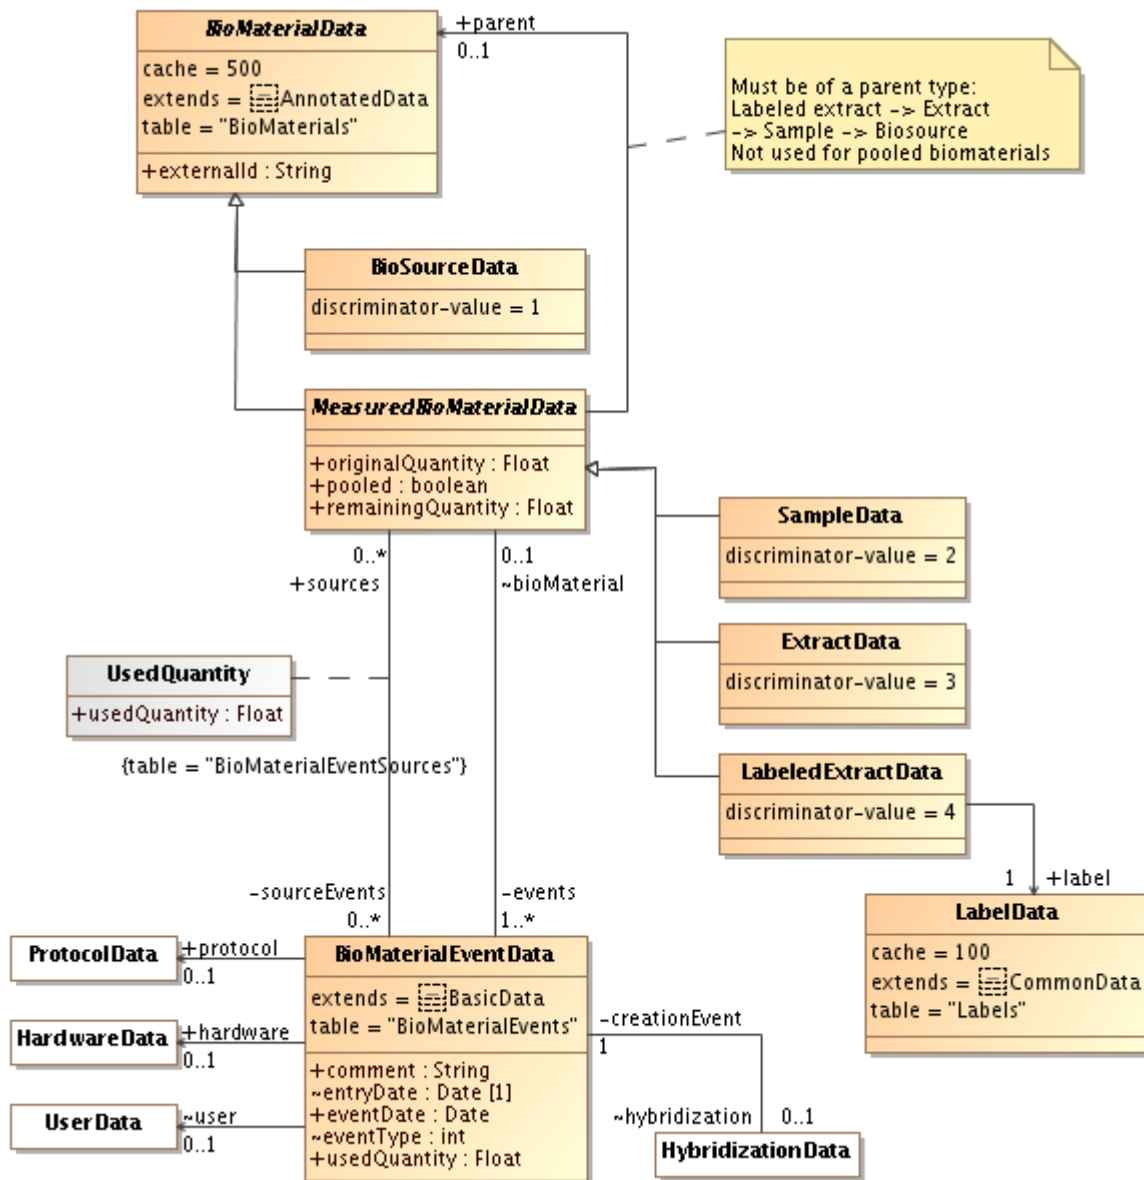 BioMaterialData
cache = 500
extends = AnnotatedData
table = "BioMaterials"
+externalId : String
+parent
0..1
Must be of a parent type:
Labeled extract -> Extract
-> Sample -> Biosource
Not used for pooled biomaterials
BioSourceData
discriminator-value = 1
MeasuredBioMaterialData
+originalQuantity : Float
+pooled : boolean
+remainingQuantity : Float
0..*
+sources
0..1
~bioMaterial
SampleData
discriminator-value = 2
ExtractData
discriminator-value = 3
LabeledExtractData
discriminator-value = 4
UsedQuantity
+usedQuantity : Float
{table = "BioMaterialEventSources"}
1
+label
LabelData
cache = 100
extends = CommonData
table = "Labels"
-sourceEvents
0..*
-events
1..*
ProtocolData
+protocol
0..1
HardwareData
+hardware
0..1
UserData
~user
0..1
BioMaterialEventData
extends = BasicData
table = "BioMaterialEvents"
+comment : String
~entryDate : Date [1]
+eventDate : Date
~eventType : int
+usedQuantity : Float
-creationEvent
1
~hybridization
0..1
HybridizationData